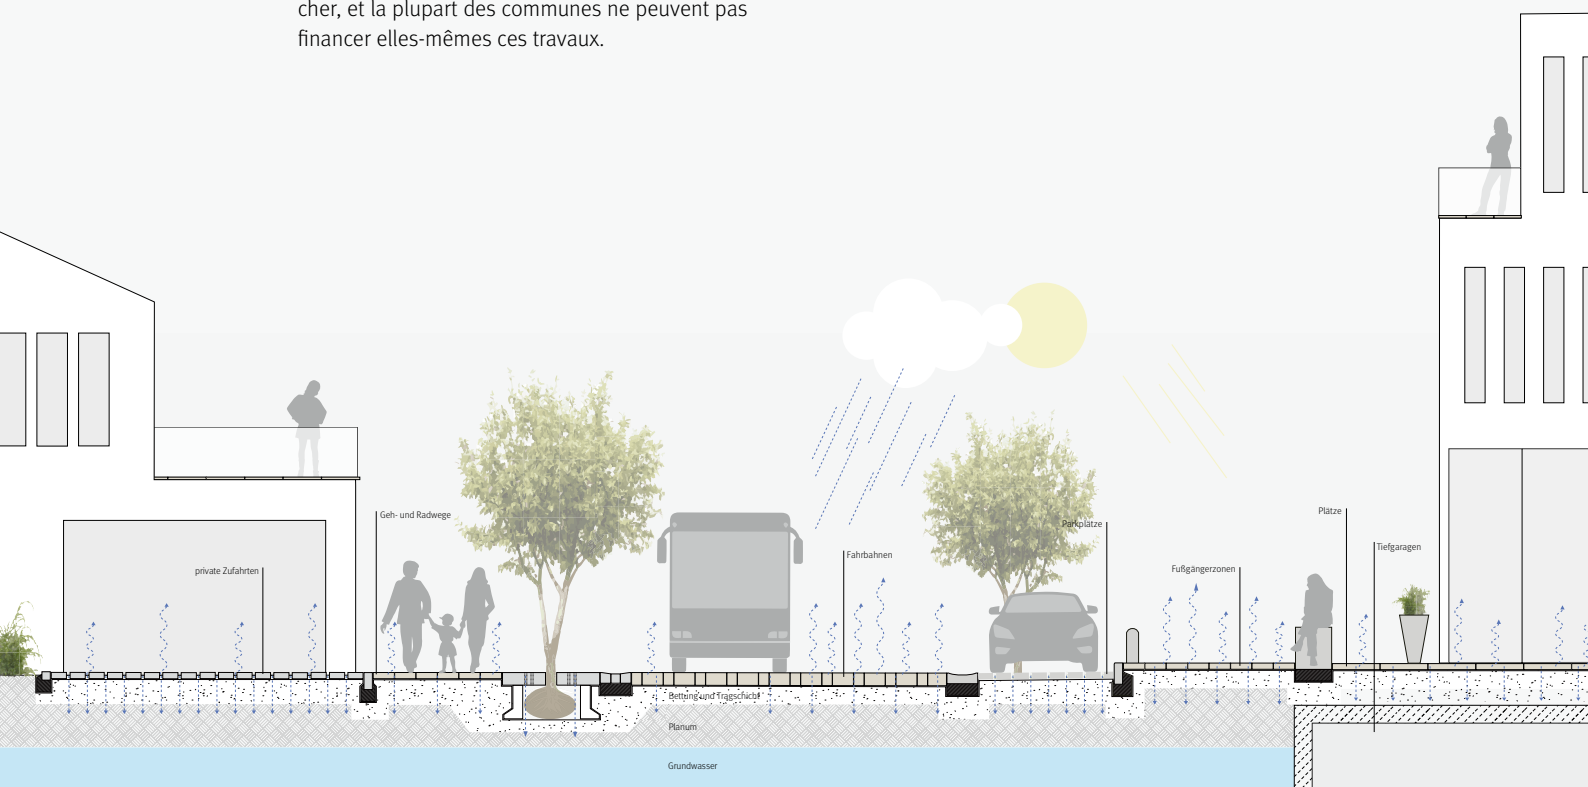 cher, et la plupart des communes ne peuvent pas
financer elles-mêmes ces travaux.
Geh- und Radwege
private Zufahrten
Fahrbahnen
Parkplätze
Fußgängerzonen
Plätze
Tiefgaragen
Bettung und Tragschicht
Planum
Grundwasser